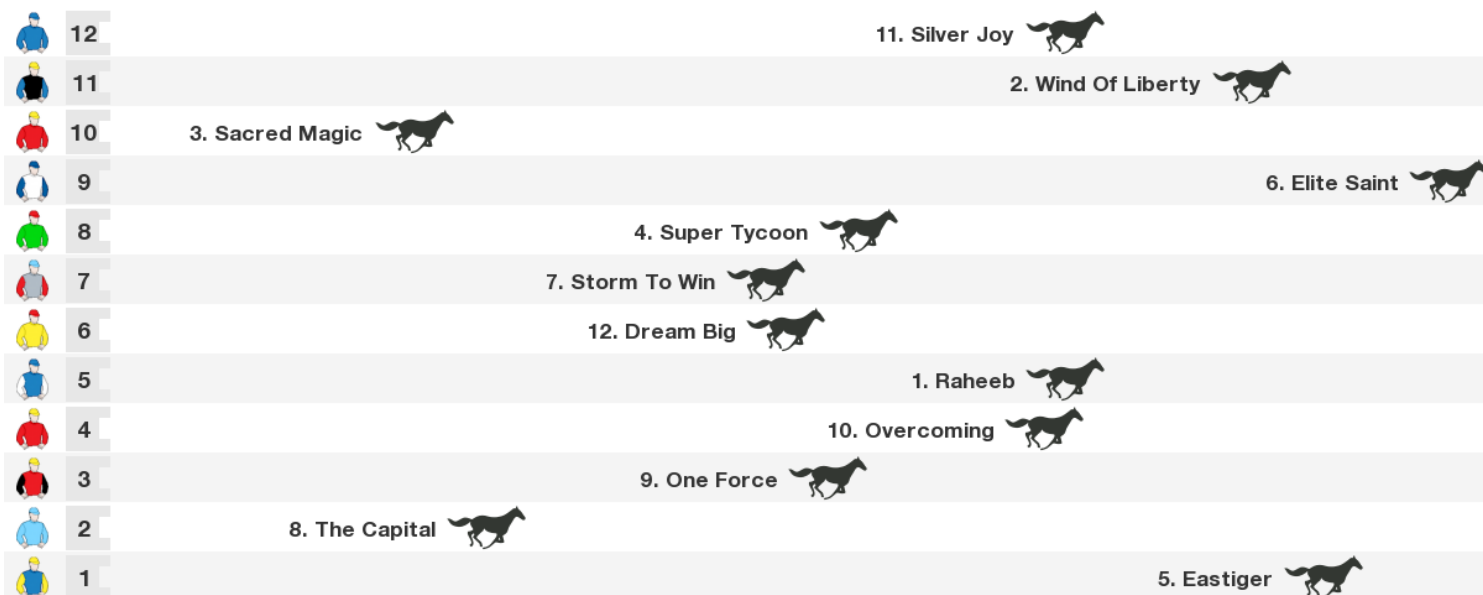 12 11. Silver Joy
11 2. Wind Of Liberty
10 3. Sacred Magic
9 6. Elite Saint
8 4. Super Tycoon
7 7. Storm To Win
6 12. Dream Big
5 1. Raheeb
4 10. Overcoming
3 9. One Force
2 8. The Capital
1 5. Eastiger